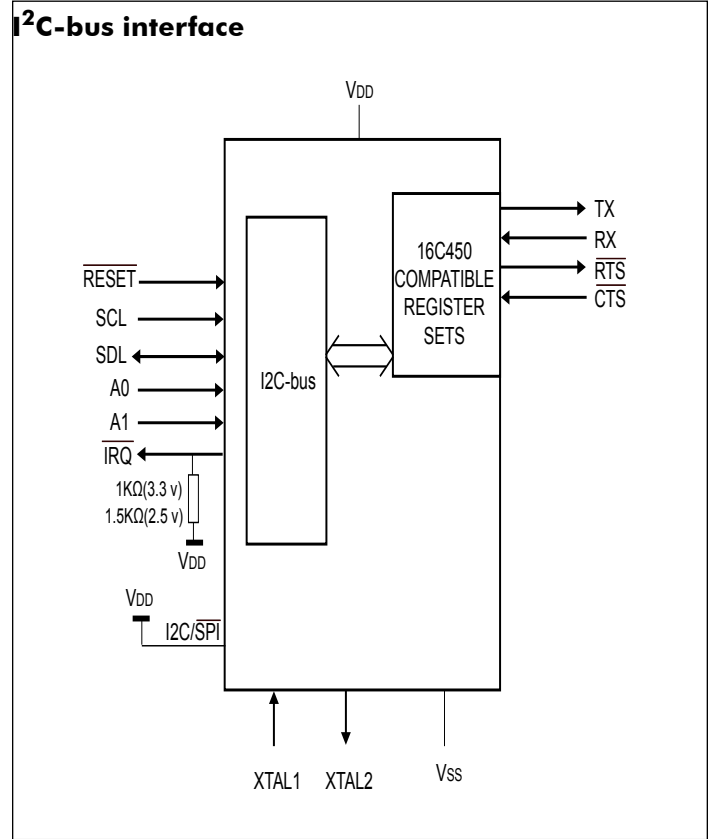 I²C-bus interface
VDD
TX
RX
RTS
CTS
16C450
COMPATIBLE
REGISTER
SETS
RESET
SCL
SDL
A0
A1
IRQ
I2C-bus
1KΩ(3.3 v)
1.5KΩ(2.5 v)
VDD
VDD
I2C/SPI
XTAL1
XTAL2
VSS